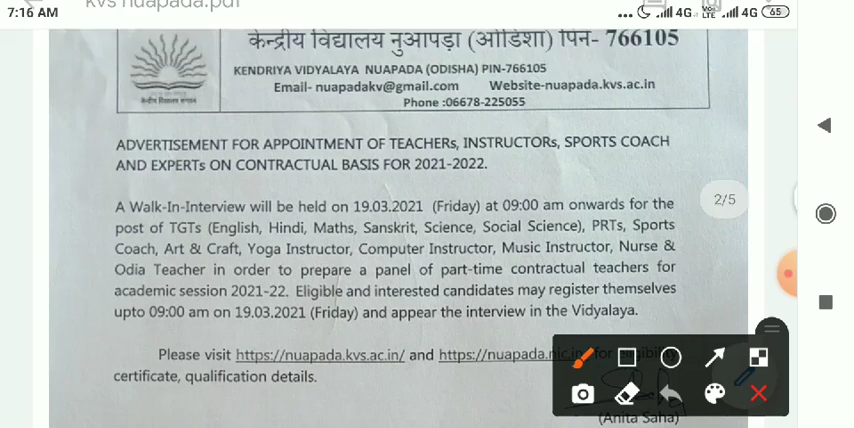 7:16 AM
kvs nuapada.pdf
4G
VoLTE
4G
65
केन्द्रीय विद्यालय नुआपड़ा (ओडिशा) पिन- 766105
KENDRIYA VIDYALAYA NUAPADA (ODISHA) PIN-766105
Email- nuapadakv@gmail.com Website-nuapada.kvs.ac.in
Phone :06678-225055
केन्द्रीय विद्यालय संगठन
ADVERTISEMENT FOR APPOINTMENT OF TEACHERs, INSTRUCTORs, SPORTS COACH
AND EXPERTs ON CONTRACTUAL BASIS FOR 2021-2022.
2/5
A Walk-In-Interview will be held on 19.03.2021 (Friday) at 09:00 am onwards for the
post of TGTs (English, Hindi, Maths, Sanskrit, Science, Social Science), PRTs, Sports
Coach, Art & Craft, Yoga Instructor, Computer Instructor, Music Instructor, Nurse &
Odia Teacher in order to prepare a panel of part-time contractual teachers for
academic session 2021-22. Eligible and interested candidates may register themselves
upto 09:00 am on 19.03.2021 (Friday) and appear the interview in the Vidyalaya.
Please visit https://nuapada.kvs.ac.in/ and https://nuapada.nic.in for eligibility
certificate, qualification details.
(Anita Saha)